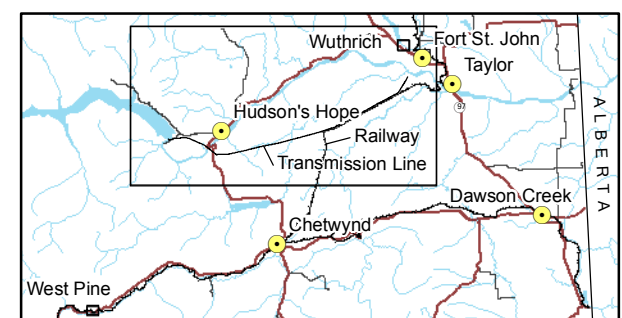 Wuthrich
Fort St. John
Taylor
Hudson's Hope
97
Railway
Transmission Line
ALBERTA
Dawson Creek
Chetwynd
West Pine